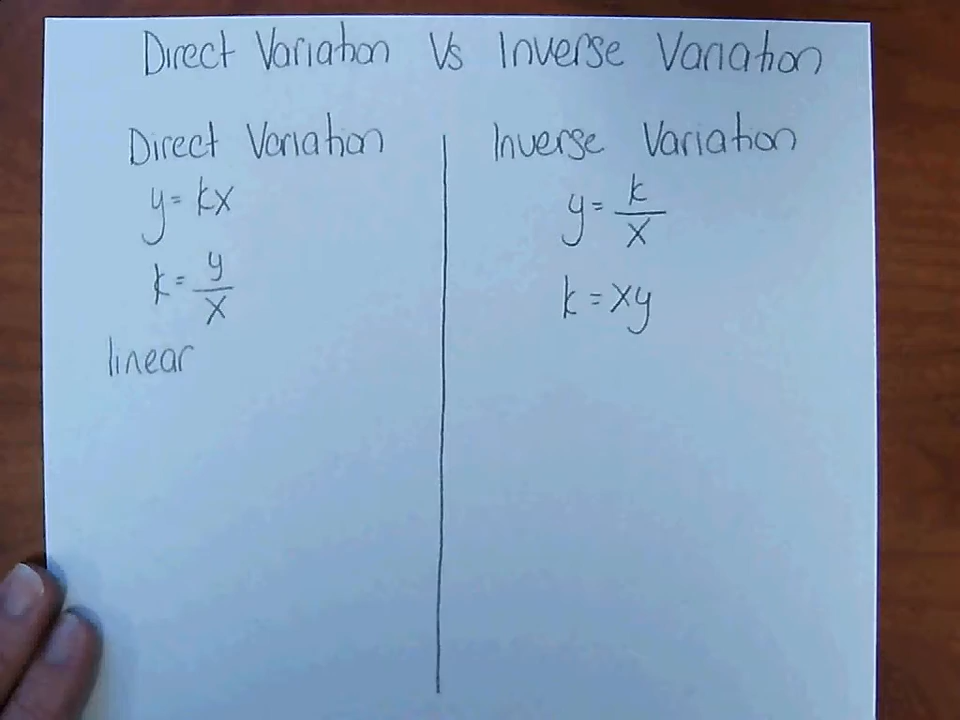 Direct Variation Vs Inverse Variation
Direct Variation
y = kx
k = y/x
linear
Inverse Variation
y = k/x
k = xy